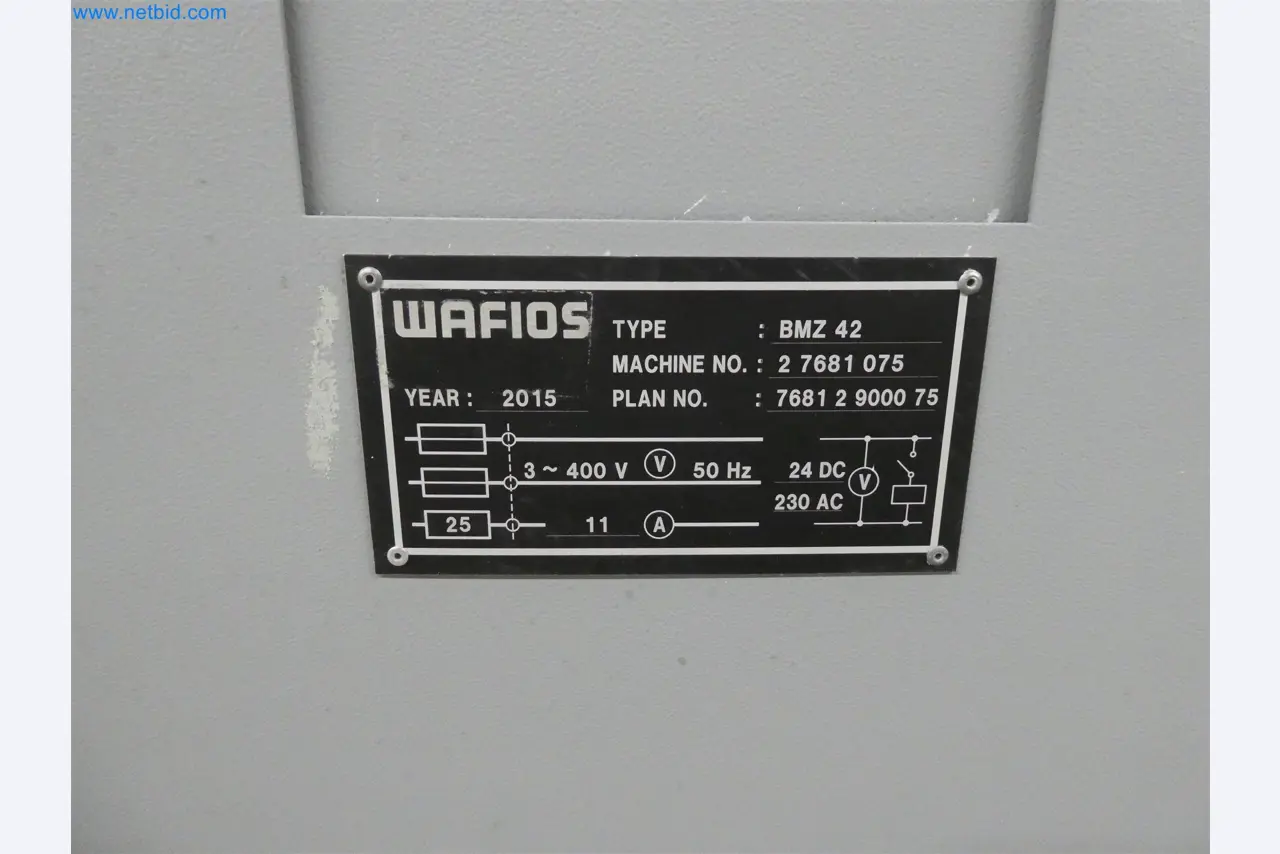 www.netbid.com
WAFIOS
TYPE : BMZ 42
MACHINE NO. : 2 7681 075
YEAR : 2015 PLAN NO. : 7681 2 9000 75
3 ~ 400 V V 50 Hz 24 DC V
230 AC
25 11 A